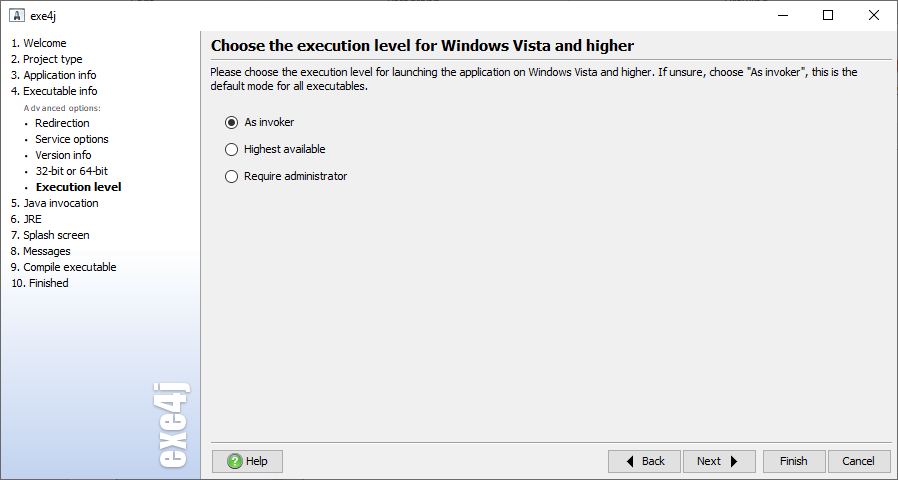 exe4j
1. Welcome
2. Project type
3. Application info
4. Executable info
Advanced options:
Redirection
Service options
Version info
32-bit or 64-bit
Execution level
5. Java invocation
6. JRE
7. Splash screen
8. Messages
9. Compile executable
10. Finished
exe4j
Choose the execution level for Windows Vista and higher
Please choose the execution level for launching the application on Windows Vista and higher. If unsure, choose "As invoker", this is the
default mode for all executables.
As invoker
Highest available
Require administrator
Help
Back
Next
Finish
Cancel